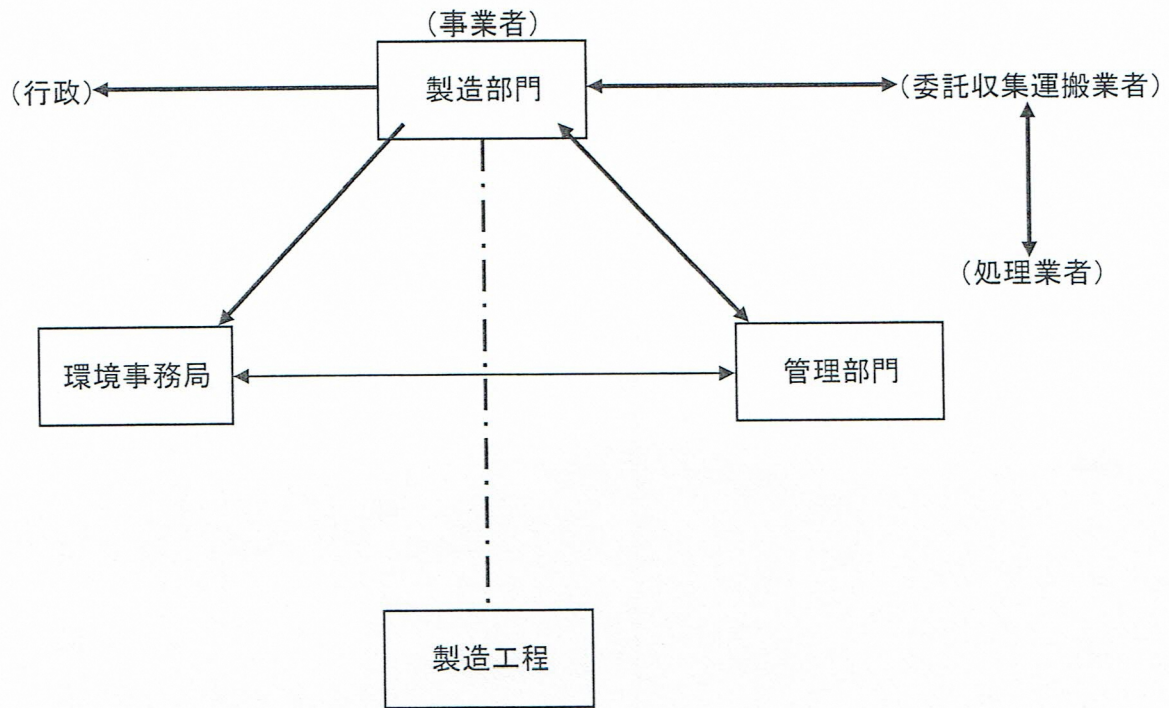 （事業者）
製造部門
（行政）
（委託収集運搬業者）
（処理業者）
環境事務局
管理部門
製造工程